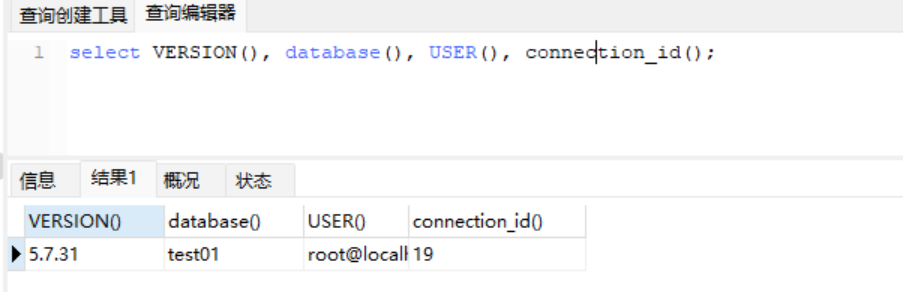 查询创建工具 查询编辑器
1 select VERSION(), database(), USER(), connection_id();
信息 结果1 概况 状态
VERSION() database() USER() connection_id()
5.7.31 test01 root@locall 19